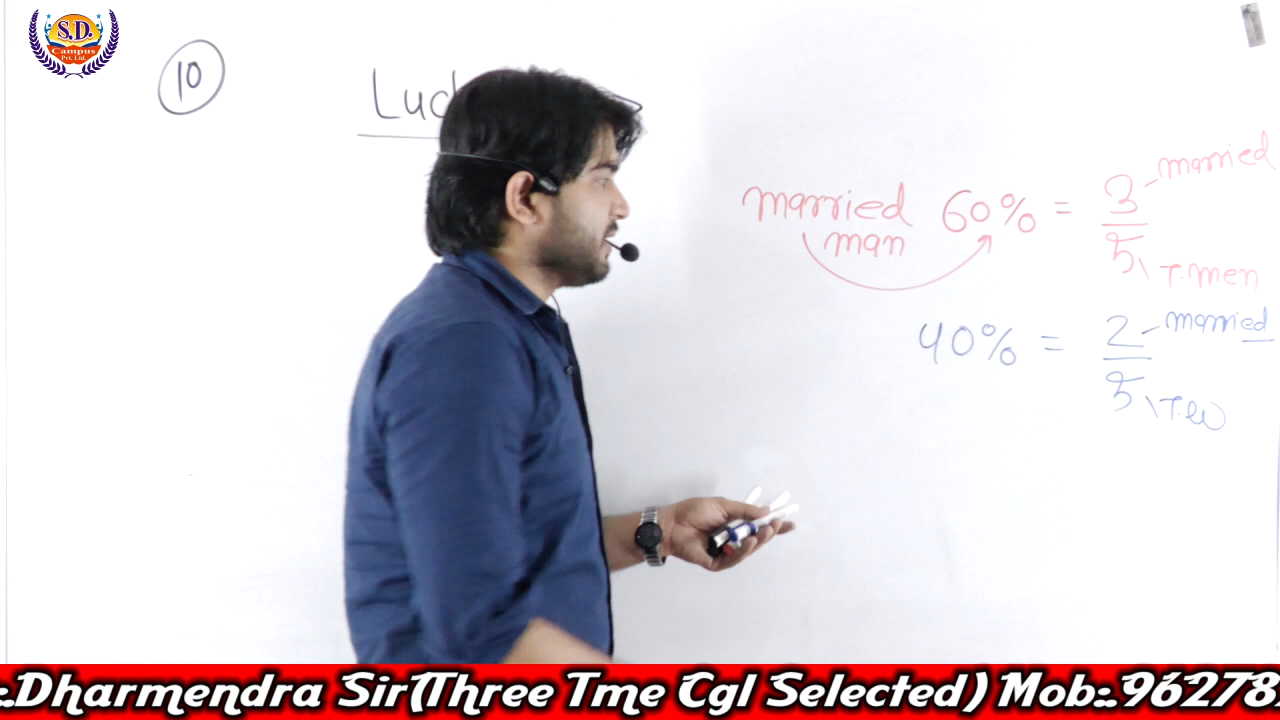 S.D.
Campus
Pvt. Ltd.
10
married 60% = 3/5
married
man
T.men
40% = 2/5
married
T.W
:.Dharmendra Sir(Three Tme Cgl Selected) Mob:.96278